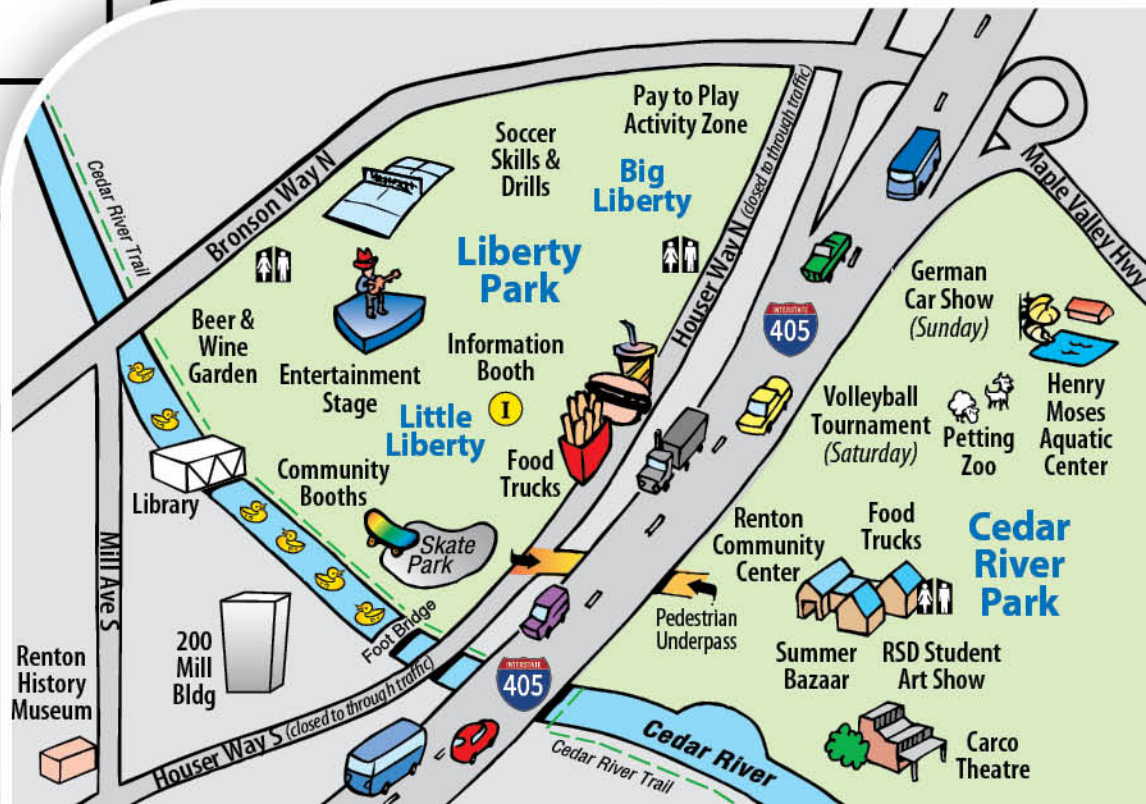 Pay to Play
Activity Zone
Soccer
Skills &
Drills
Big
Liberty
Bronson Way N
Cedar River Trail
Houser Way N (closed to through traffic)
Maple Valley Hwy
Liberty
Park
German
Car Show
(Sunday)
INTERSTATE
405
Beer &
Wine
Garden
Entertainment
Stage
Information
Booth
I
Little
Liberty
Volleyball
Tournament
(Saturday)
Petting
Zoo
Henry
Moses
Aquatic
Center
Community
Booths
Food
Trucks
Library
Skate
Park
Mill Ave S
Renton
Community
Center
Food
Trucks
Cedar
River
Park
Pedestrian
Underpass
Foot Bridge
200
Mill
Bldg
Renton
History
Museum
Summer
Bazaar
RSD Student
Art Show
INTERSTATE
405
Houser Way S (closed to through traffic)
Cedar River
Cedar River Trail
Carco
Theatre